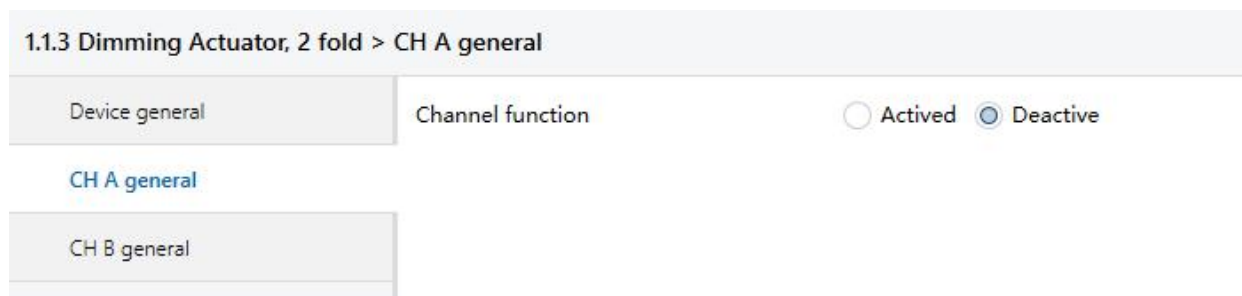 1.1.3 Dimming Actuator, 2 fold > CH A general
Device general
Channel function Actived Deactive
CH A general
CH B general